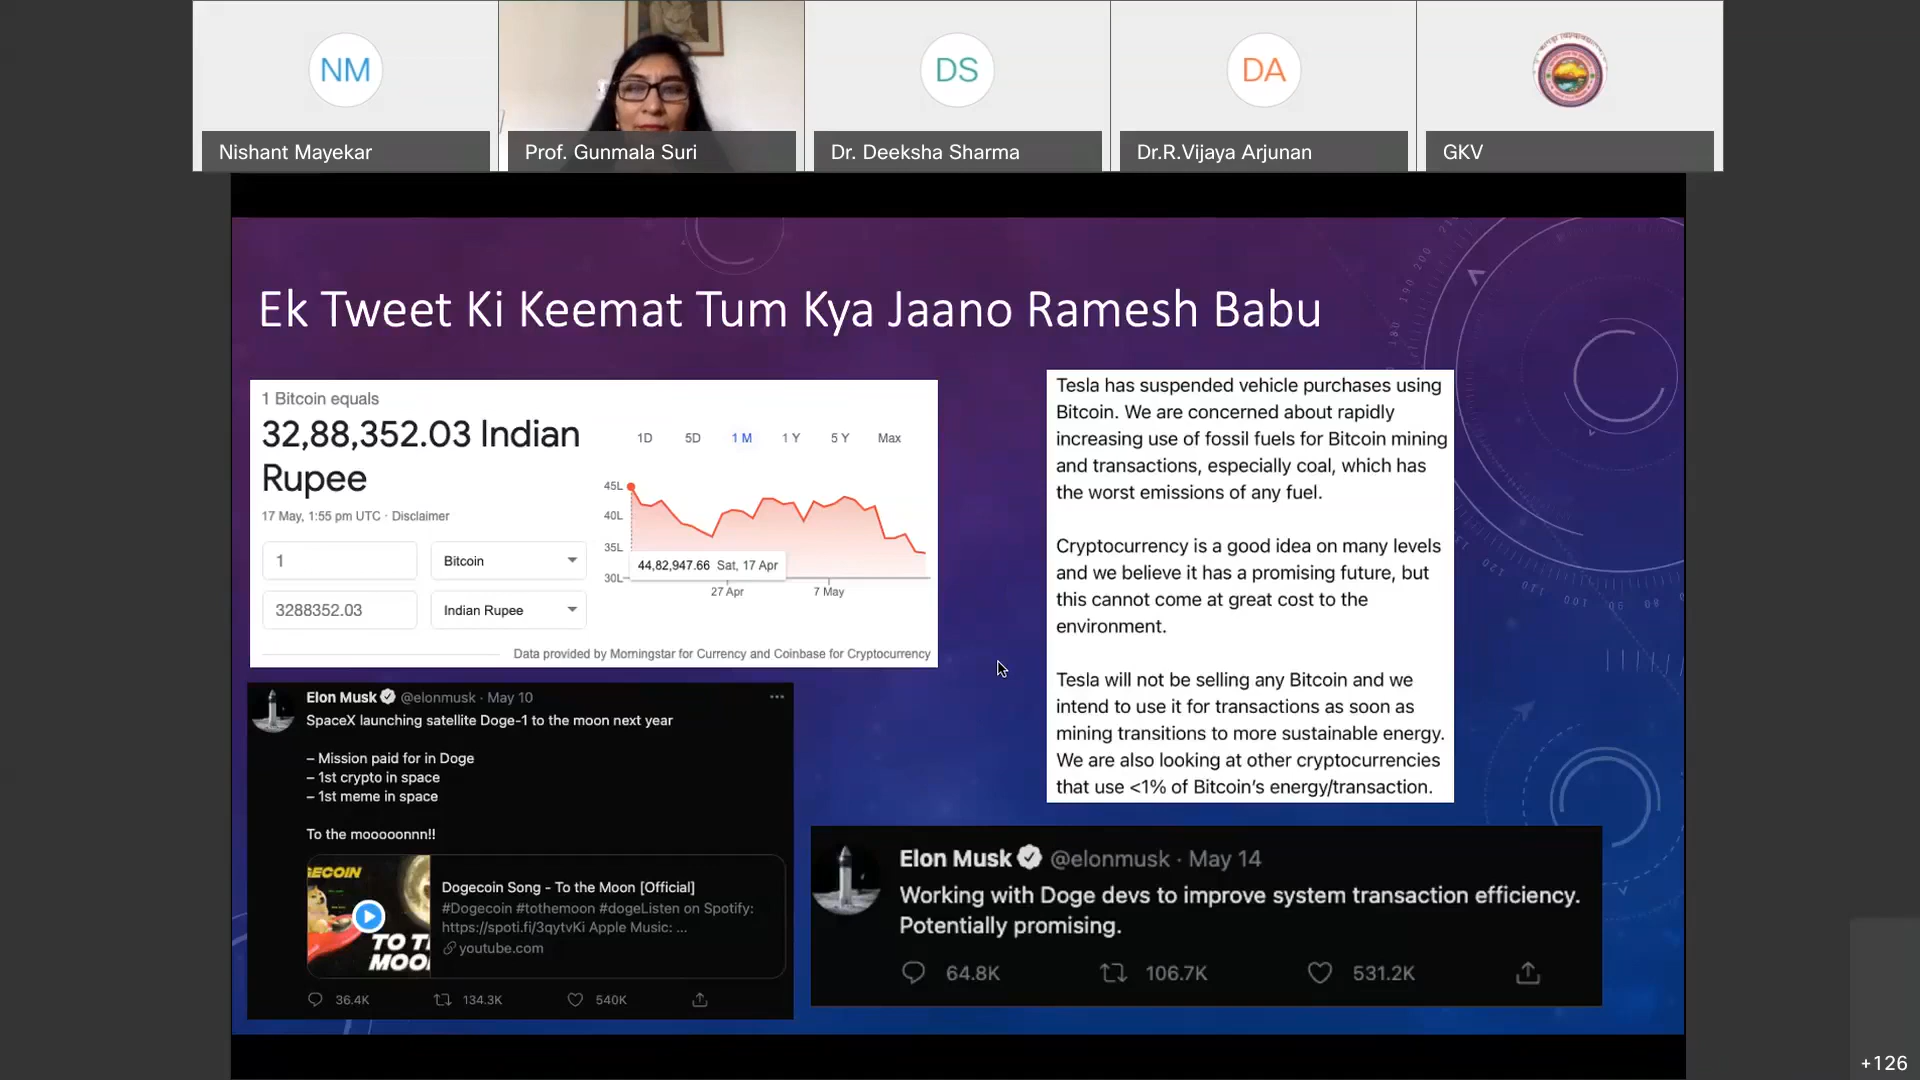 NM
DS
DA
Nishant Mayekar
Prof. Gunmala Suri
Dr. Deeksha Sharma
Dr.R.Vijaya Arjunan
GKV
Ek Tweet Ki Keemat Tum Kya Jaano Ramesh Babu
1 Bitcoin equals
32,88,352.03 Indian
Rupee
17 May, 1:55 pm UTC · Disclaimer
1
Bitcoin
3288352.03
Indian Rupee
1D 5D 1 M 1 Y 5 Y Max
45L
40L
35L
30L
44,82,947.66 Sat, 17 Apr
27 Apr 7 May
Data provided by Morningstar for Currency and Coinbase for Cryptocurrency
Tesla has suspended vehicle purchases using
Bitcoin. We are concerned about rapidly
increasing use of fossil fuels for Bitcoin mining
and transactions, especially coal, which has
the worst emissions of any fuel.
Cryptocurrency is a good idea on many levels
and we believe it has a promising future, but
this cannot come at great cost to the
environment.
Tesla will not be selling any Bitcoin and we
intend to use it for transactions as soon as
mining transitions to more sustainable energy.
We are also looking at other cryptocurrencies
that use <1% of Bitcoin's energy/transaction.
Elon Musk @elonmusk · May 10
SpaceX launching satellite Doge-1 to the moon next year
– Mission paid for in Doge
– 1st crypto in space
– 1st meme in space
To the mooooonnn!!
GECOIN
TO T
MOO
Dogecoin Song - To the Moon [Official]
#Dogecoin #tothemoon #dogeListen on Spotify:
https://spoti.fi/3qytvKi Apple Music: ...
youtube.com
36.4K 134.3K 540K
Elon Musk @elonmusk · May 14
Working with Doge devs to improve system transaction efficiency.
Potentially promising.
64.8K 106.7K 531.2K
+126